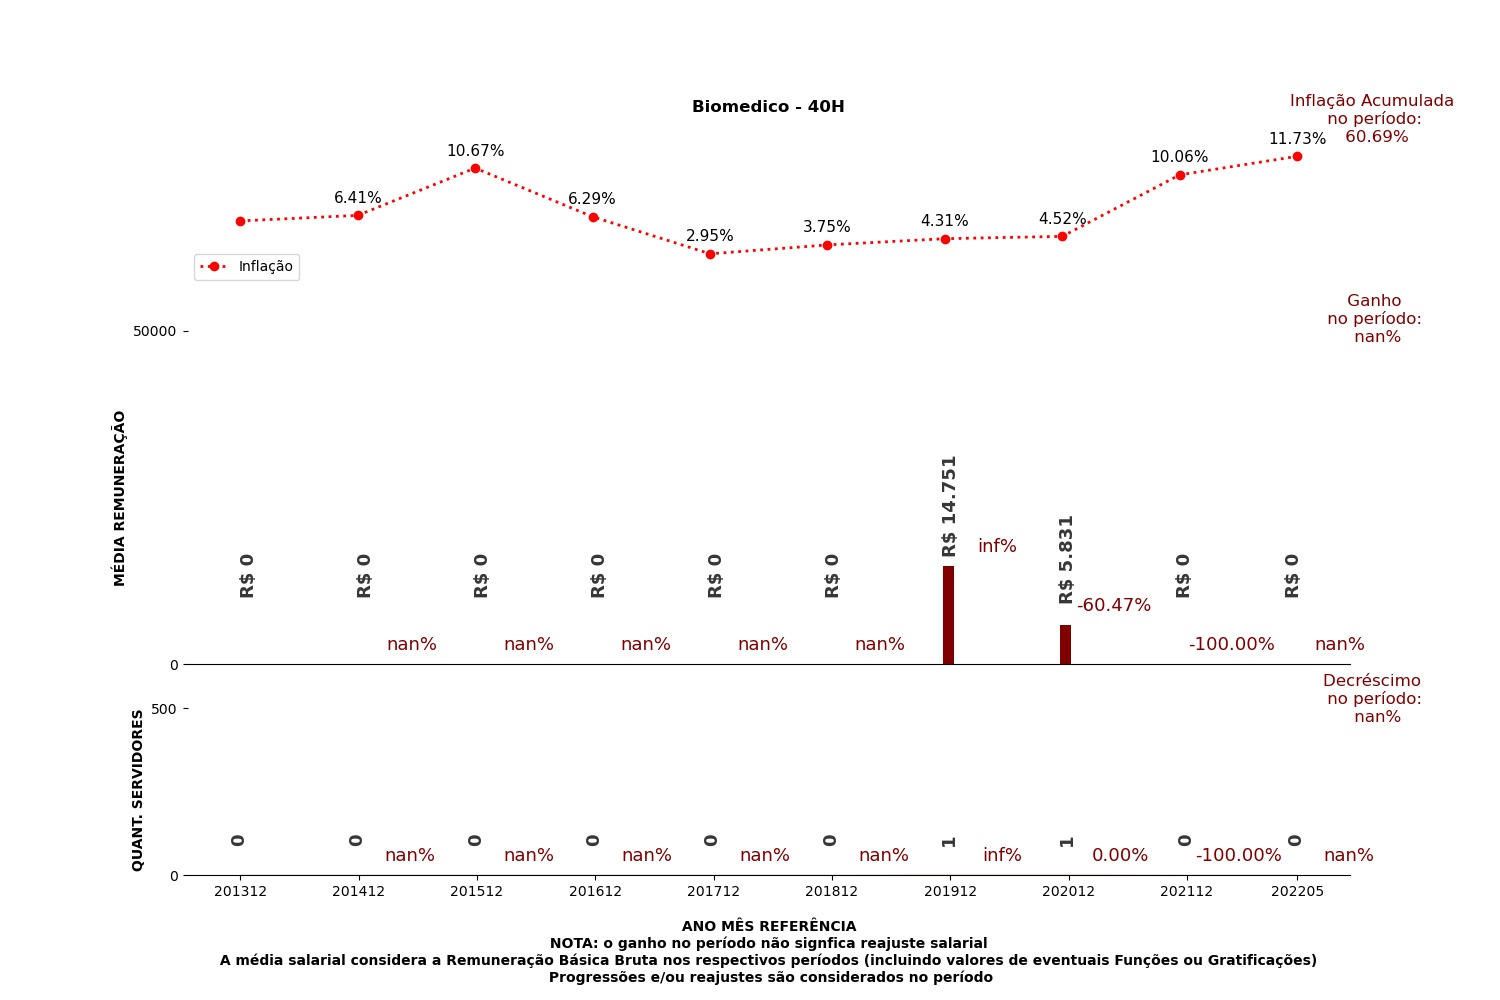 Biomedico - 40H
Inflação Acumulada
no período:
60.69%
6.41%
10.67%
6.29%
2.95%
3.75%
4.31%
4.52%
10.06%
11.73%
Inflação
Ganho
no período:
nan%
50000
0
MÉDIA REMUNERAÇÃO
R$ 0
R$ 0
R$ 0
R$ 0
R$ 0
R$ 0
R$ 14.751
R$ 5.831
R$ 0
R$ 0
nan%
nan%
nan%
nan%
nan%
inf%
-60.47%
-100.00%
nan%
Decréscimo
no período:
nan%
500
0
QUANT. SERVIDORES
0
0
0
0
0
0
1
1
0
0
nan%
nan%
nan%
nan%
nan%
inf%
0.00%
-100.00%
nan%
201312
201412
201512
201612
201712
201812
201912
202012
202112
202205
ANO MÊS REFERÊNCIA
NOTA: o ganho no período não signfica reajuste salarial
A média salarial considera a Remuneração Básica Bruta nos respectivos períodos (incluindo valores de eventuais Funções ou Gratificações)
Progressões e/ou reajustes são considerados no período